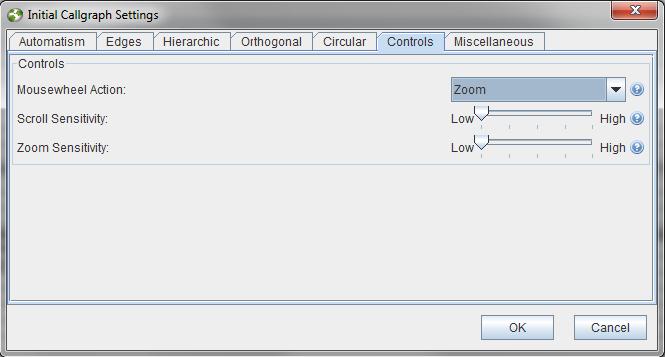 Initial Callgraph Settings
Automatism Edges Hierarchic Orthogonal Circular Controls Miscellaneous
Controls
Mousewheel Action: Zoom ?
Scroll Sensitivity: Low High ?
Zoom Sensitivity: Low High ?
OK Cancel